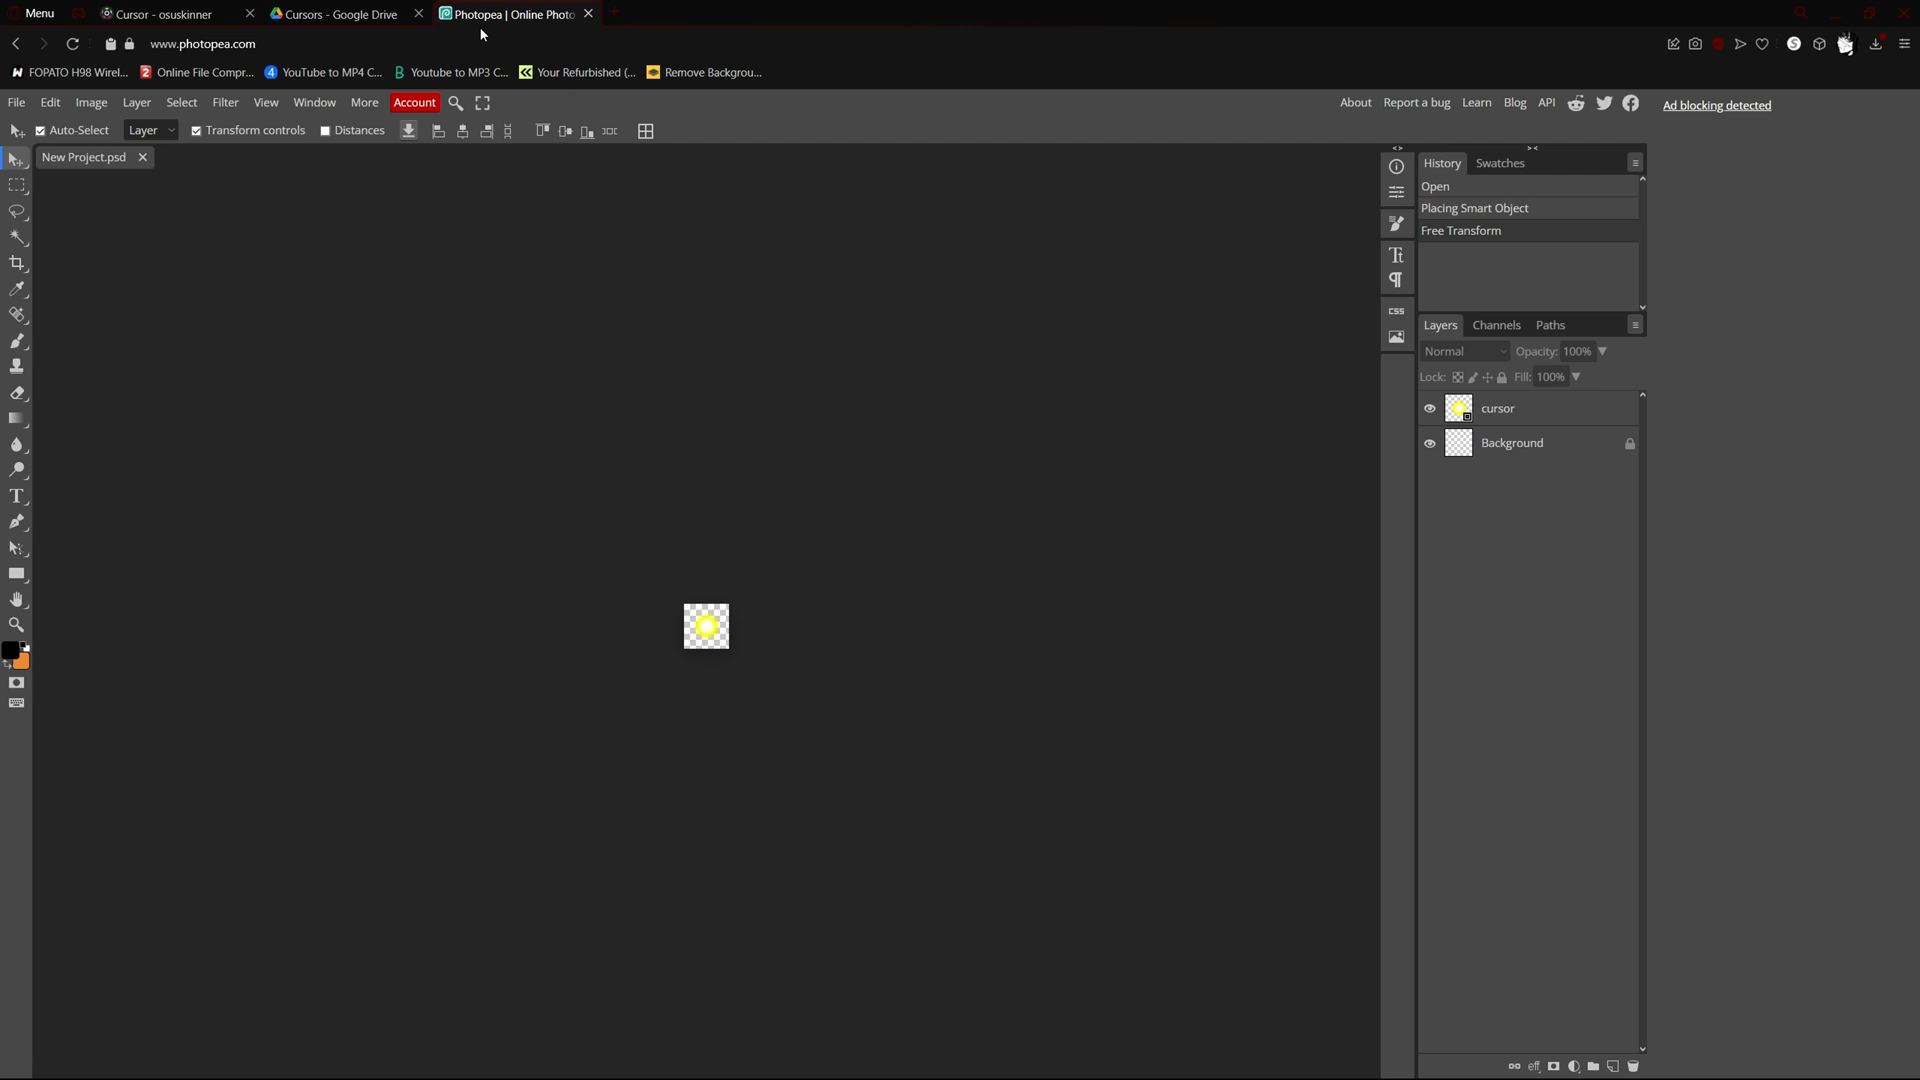 Menu
Cursor - osuskinner
Cursors - Google Drive
Photopea | Online Photo
www.photopea.com
FOPATO H98 Wirel...
Online File Compr...
YouTube to MP4 C...
Youtube to MP3 C...
Your Refurbished (...
Remove Backgrou...
File Edit Image Layer Select Filter View Window More Account
About Report a bug Learn Blog API
Ad blocking detected
Auto-Select Layer Transform controls Distances
New Project.psd
History Swatches
Open
Placing Smart Object
Free Transform
CSS
Layers Channels Paths
Normal Opacity: 100%
Lock: Fill: 100%
cursor
Background
eff